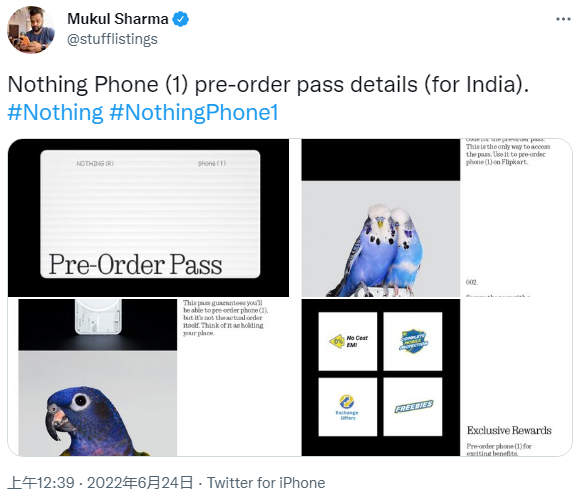 Mukul Sharma
@stufflistings
Nothing Phone (1) pre-order pass details (for India).
#Nothing #NothingPhone1
NOTHING (R) phone (1)
Pre-Order Pass
code for the pre-order pass.
This is the only way to access
the pass. Use it to pre-order
phone (1) on Flipkart.
002.
This pass guarantees you'll
be able to pre-order phone (1),
but it's not the actual order
itself. Think of it as holding
your place.
0% No Cost
EMI
COMPLETE
MOBILE
PROTECTION
Exchange
Offers
FREEBIES
Exclusive Rewards
Pre-order phone (1) for
exciting benefits.
上午12:39 · 2022年6月24日 · Twitter for iPhone